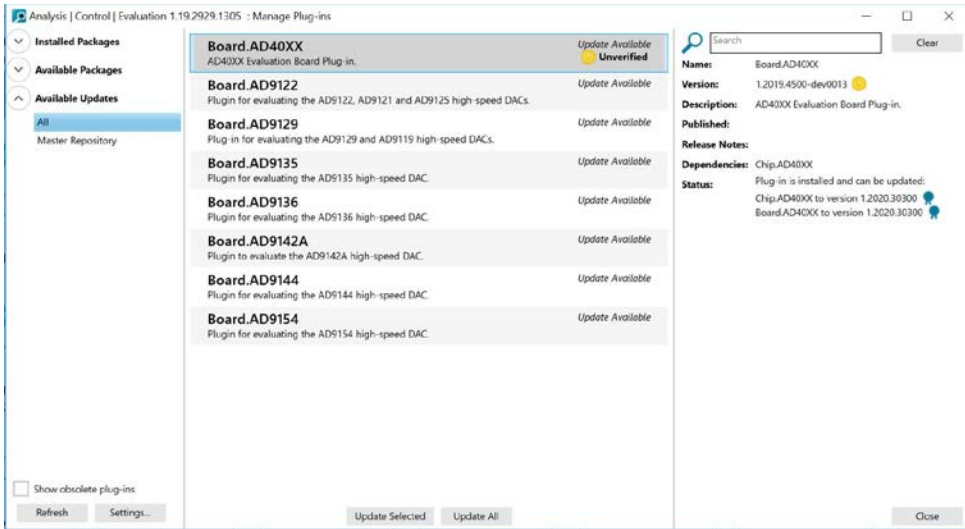 Analysis | Control | Evaluation 1.19.2929.1305 : Manage Plug-ins
Installed Packages
Available Packages
Available Updates
All
Master Repository
Show obsolete plug-ins
Refresh
Settings...
Board.AD40XX
Update Available
AD40XX Evaluation Board Plug-in.
Unverified
Board.AD9122
Update Available
Plugin for evaluating the AD9122, AD9121 and AD9125 high-speed DACs.
Board.AD9129
Update Available
Plug-in for evaluating the AD9129 and AD9119 high-speed DACs.
Board.AD9135
Update Available
Plugin for evaluating the AD9135 high-speed DAC.
Board.AD9136
Update Available
Plugin for evaluating the AD9136 high-speed DAC.
Board.AD9142A
Update Available
Plugin to evaluate the AD9142A high-speed DAC.
Board.AD9144
Update Available
Plugin for evaluating the AD9144 high-speed DAC.
Board.AD9154
Update Available
Plugin for evaluating the AD9154 high-speed DAC.
Update Selected
Update All
Search
Clear
Name: Board.AD40XX
Version: 1.2019.4500-dev0013
Description: AD40XX Evaluation Board Plug-in.
Published:
Release Notes:
Dependencies: Chip.AD40XX
Status: Plug-in is installed and can be updated:
Chip.AD40XX to version 1.2020.30300
Board.AD40XX to version 1.2020.30300
Close